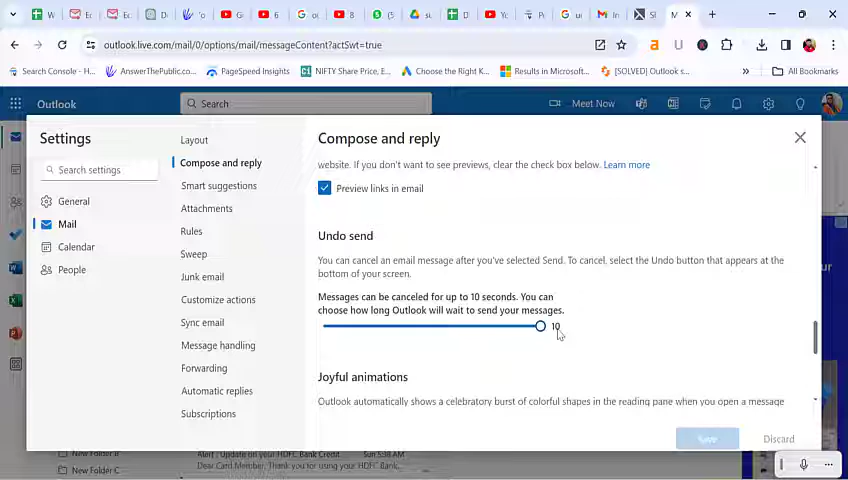 outlook.live.com/mail/0/options/mail/messageContent?actSwt=true
Search Console - H...
AnswerThePublic.co...
PageSpeed Insights
NIFTY Share Price, E...
Choose the Right K...
Results in Microsoft...
[SOLVED] Outlook s...
»
All Bookmarks
Outlook
Search
Meet Now
Settings
Search settings
General
Mail
Calendar
People
Layout
Compose and reply
Smart suggestions
Attachments
Rules
Sweep
Junk email
Customize actions
Sync email
Message handling
Forwarding
Automatic replies
Subscriptions
Compose and reply
website. If you don't want to see previews, clear the check box below. Learn more
Preview links in email
Undo send
You can cancel an email message after you've selected Send. To cancel, select the Undo button that appears at the
bottom of your screen.
Messages can be canceled for up to 10 seconds. You can
choose how long Outlook will wait to send your messages.
10
Joyful animations
Outlook automatically shows a celebratory burst of colorful shapes in the reading pane when you open a message
Save
Discard
New Folder B
New Folder C
Alert : Update on your HDFC Bank Credit
Sun 5:38 AM
Dear Card Member, Thank you for using your HDFC Bank